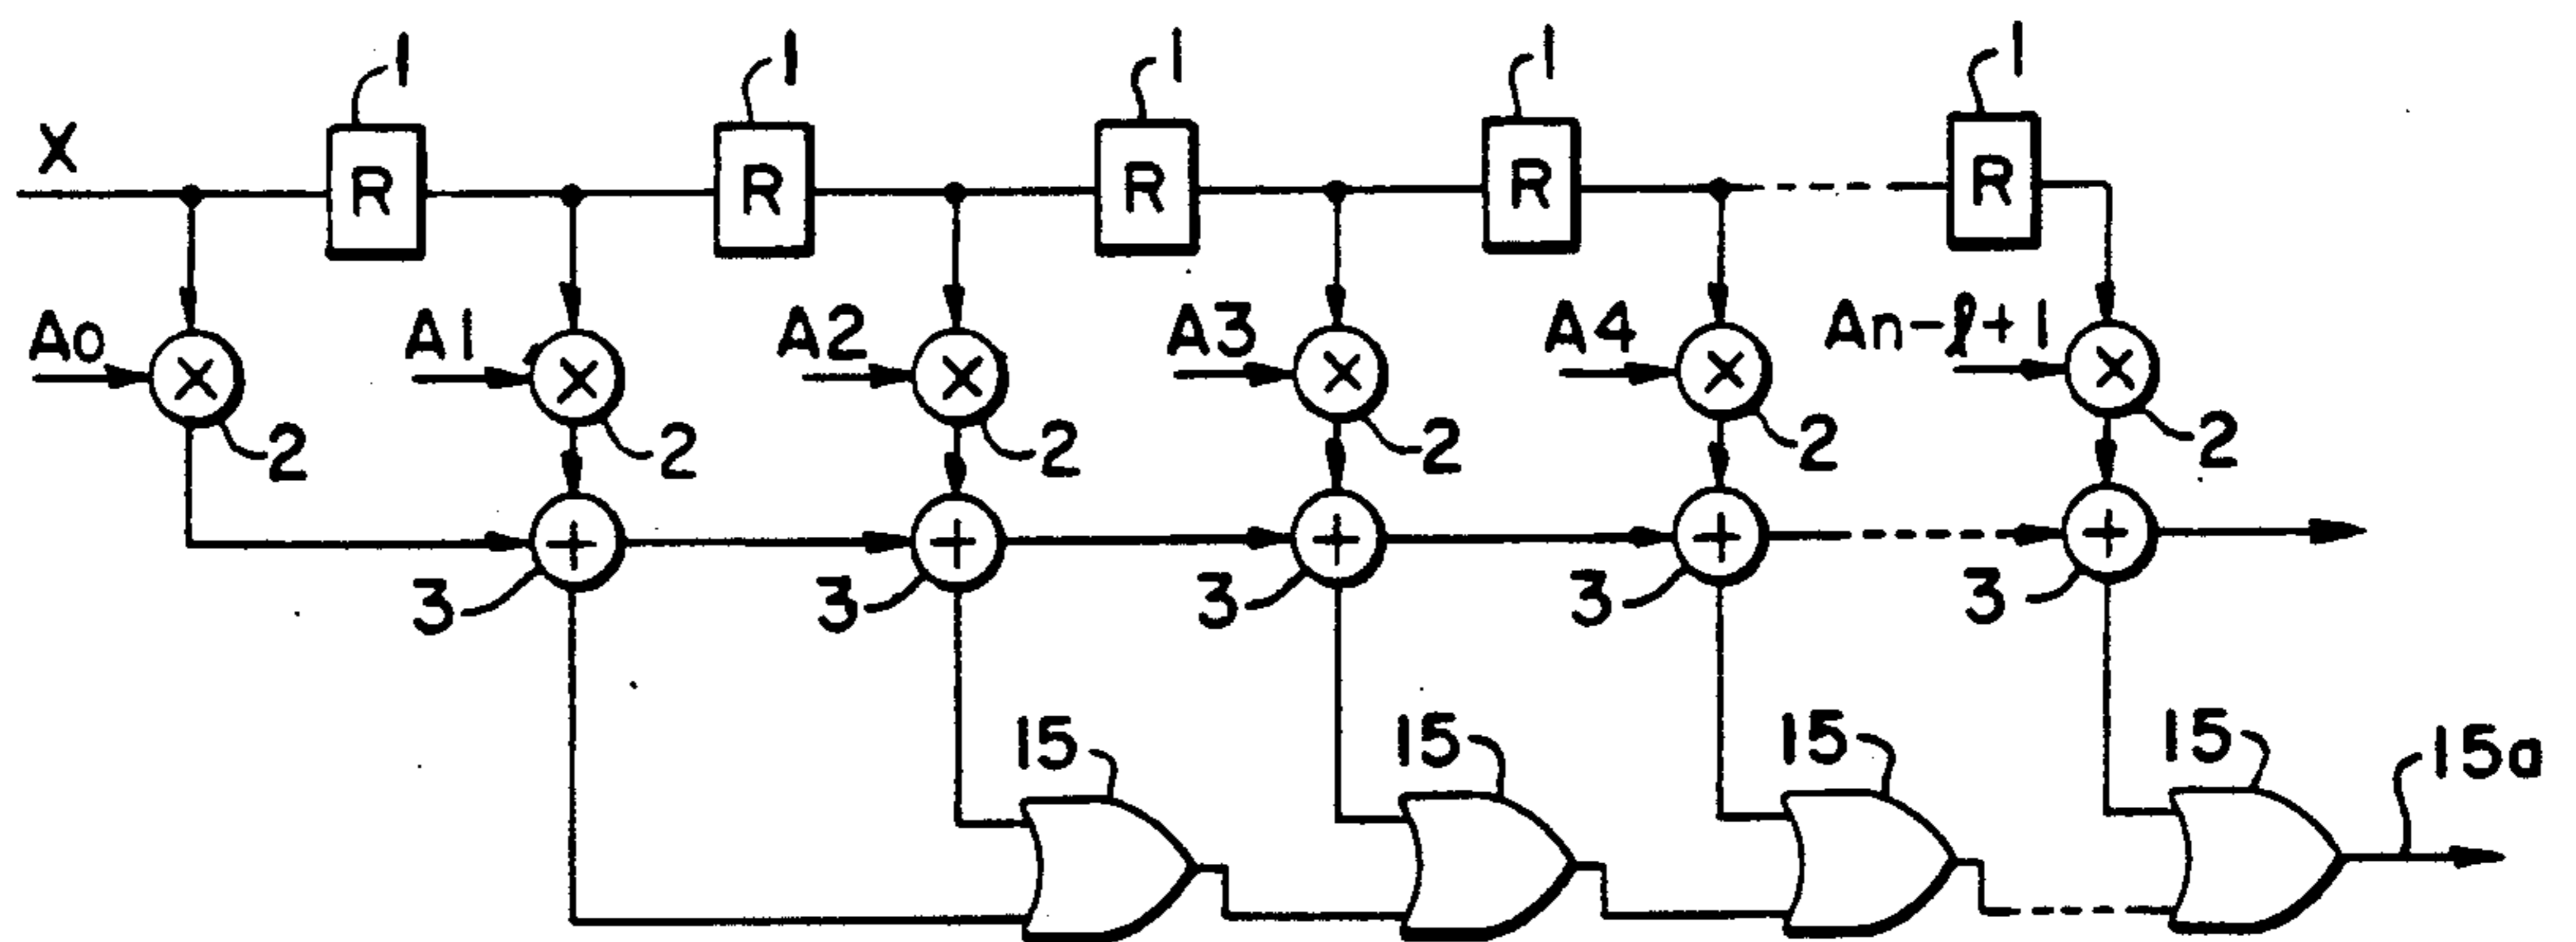 1 1 1 1 1
X R R R R R
A0 × A1 × A2 × A3 × A4 × An-ℓ+1 ×
2 2 2 2 2 2
+ + + + +
3 3 3 3 3
15 15 15 15 15a